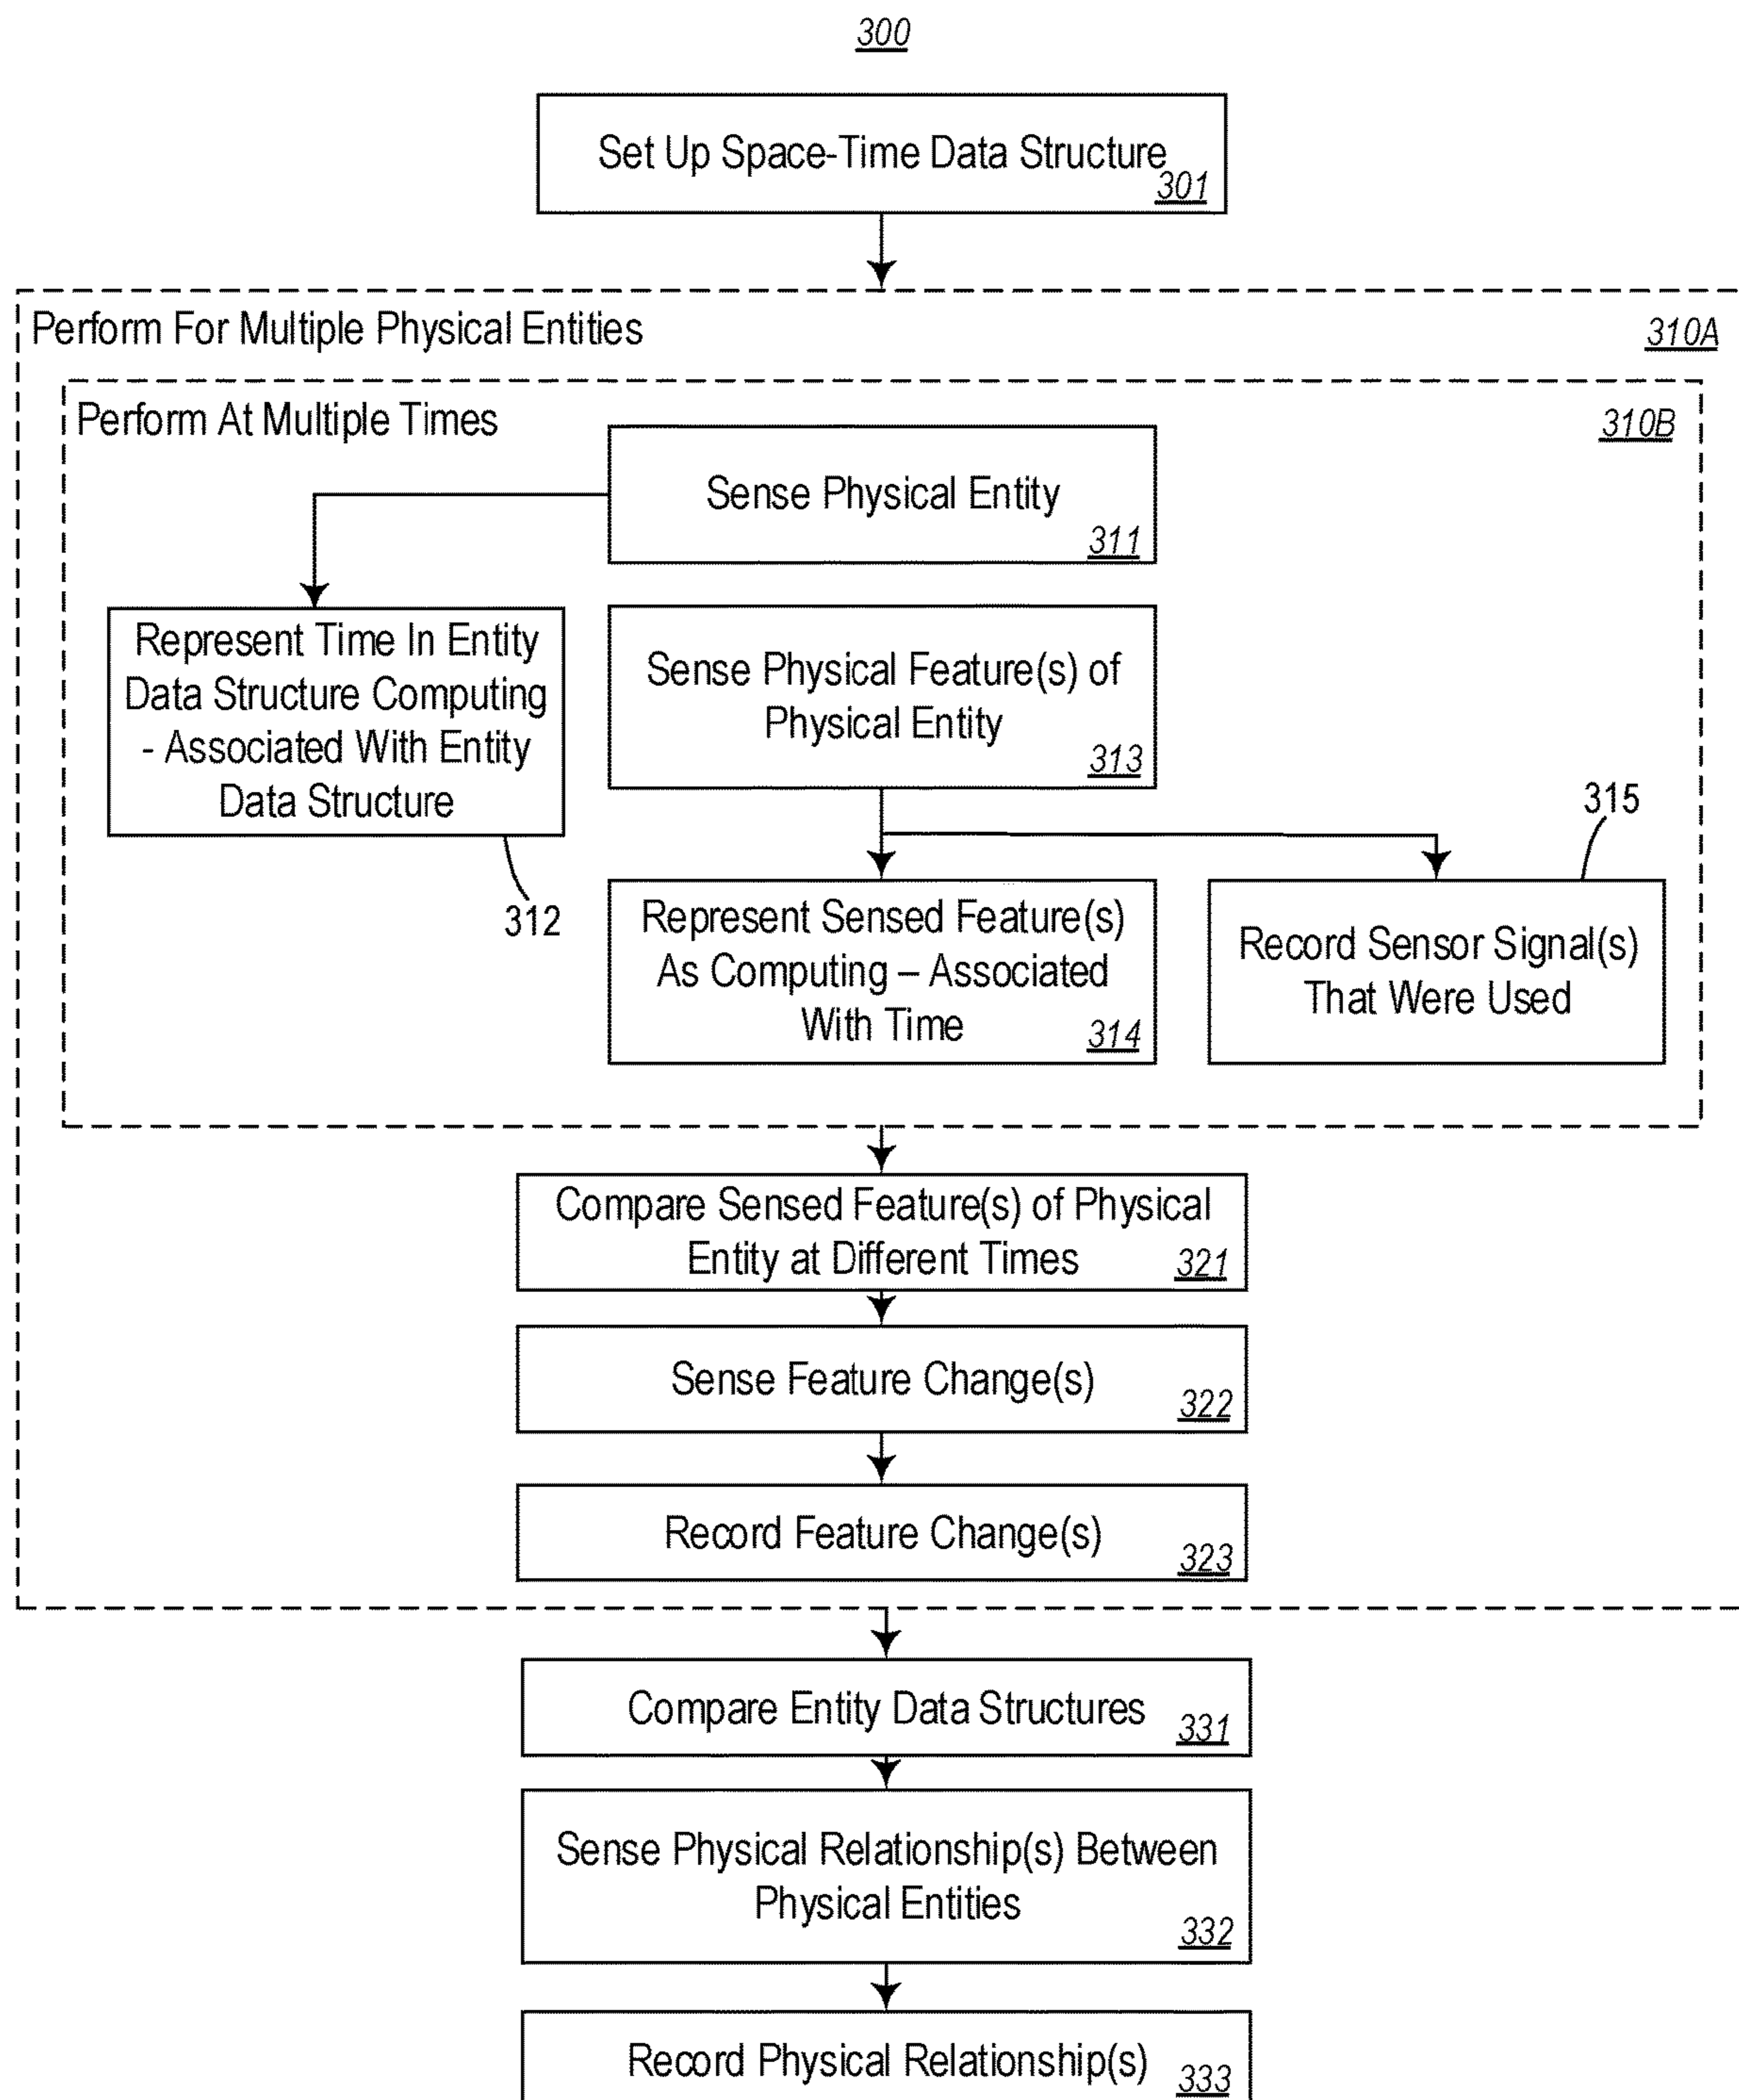 300
Set Up Space-Time Data Structure
301
Perform For Multiple Physical Entities
310A
Perform At Multiple Times
310B
Sense Physical Entity
311
Represent Time In Entity
Data Structure Computing
- Associated With Entity
Data Structure
312
Sense Physical Feature(s) of
Physical Entity
313
315
Represent Sensed Feature(s)
As Computing – Associated
With Time
314
Record Sensor Signal(s)
That Were Used
Compare Sensed Feature(s) of Physical
Entity at Different Times
321
Sense Feature Change(s)
322
Record Feature Change(s)
323
Compare Entity Data Structures
331
Sense Physical Relationship(s) Between
Physical Entities
332
Record Physical Relationship(s)
333